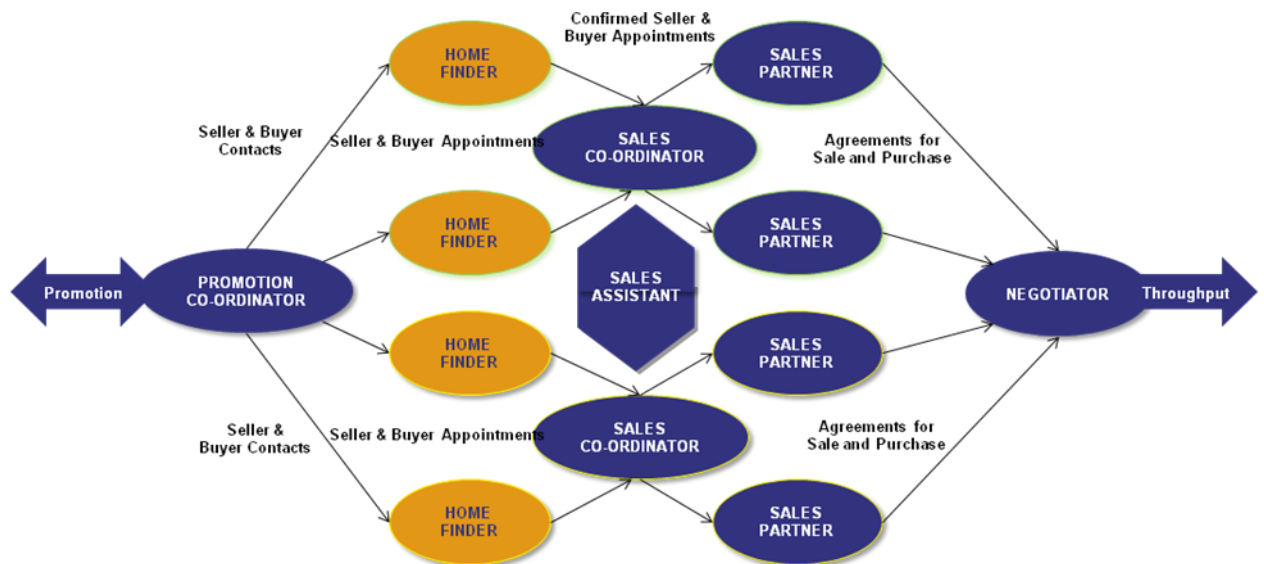 Confirmed Seller &
Buyer Appointments
HOME
FINDER
SALES
PARTNER
Seller & Buyer
Contacts
Seller & Buyer Appointments
SALES
CO-ORDINATOR
Agreements for
Sale and Purchase
HOME
FINDER
SALES
PARTNER
Promotion
PROMOTION
CO-ORDINATOR
SALES
ASSISTANT
NEGOTIATOR
Throughput
HOME
FINDER
SALES
PARTNER
Seller &
Buyer Contacts
Seller & Buyer Appointments
SALES
CO-ORDINATOR
Agreements for
Sale and Purchase
HOME
FINDER
SALES
PARTNER